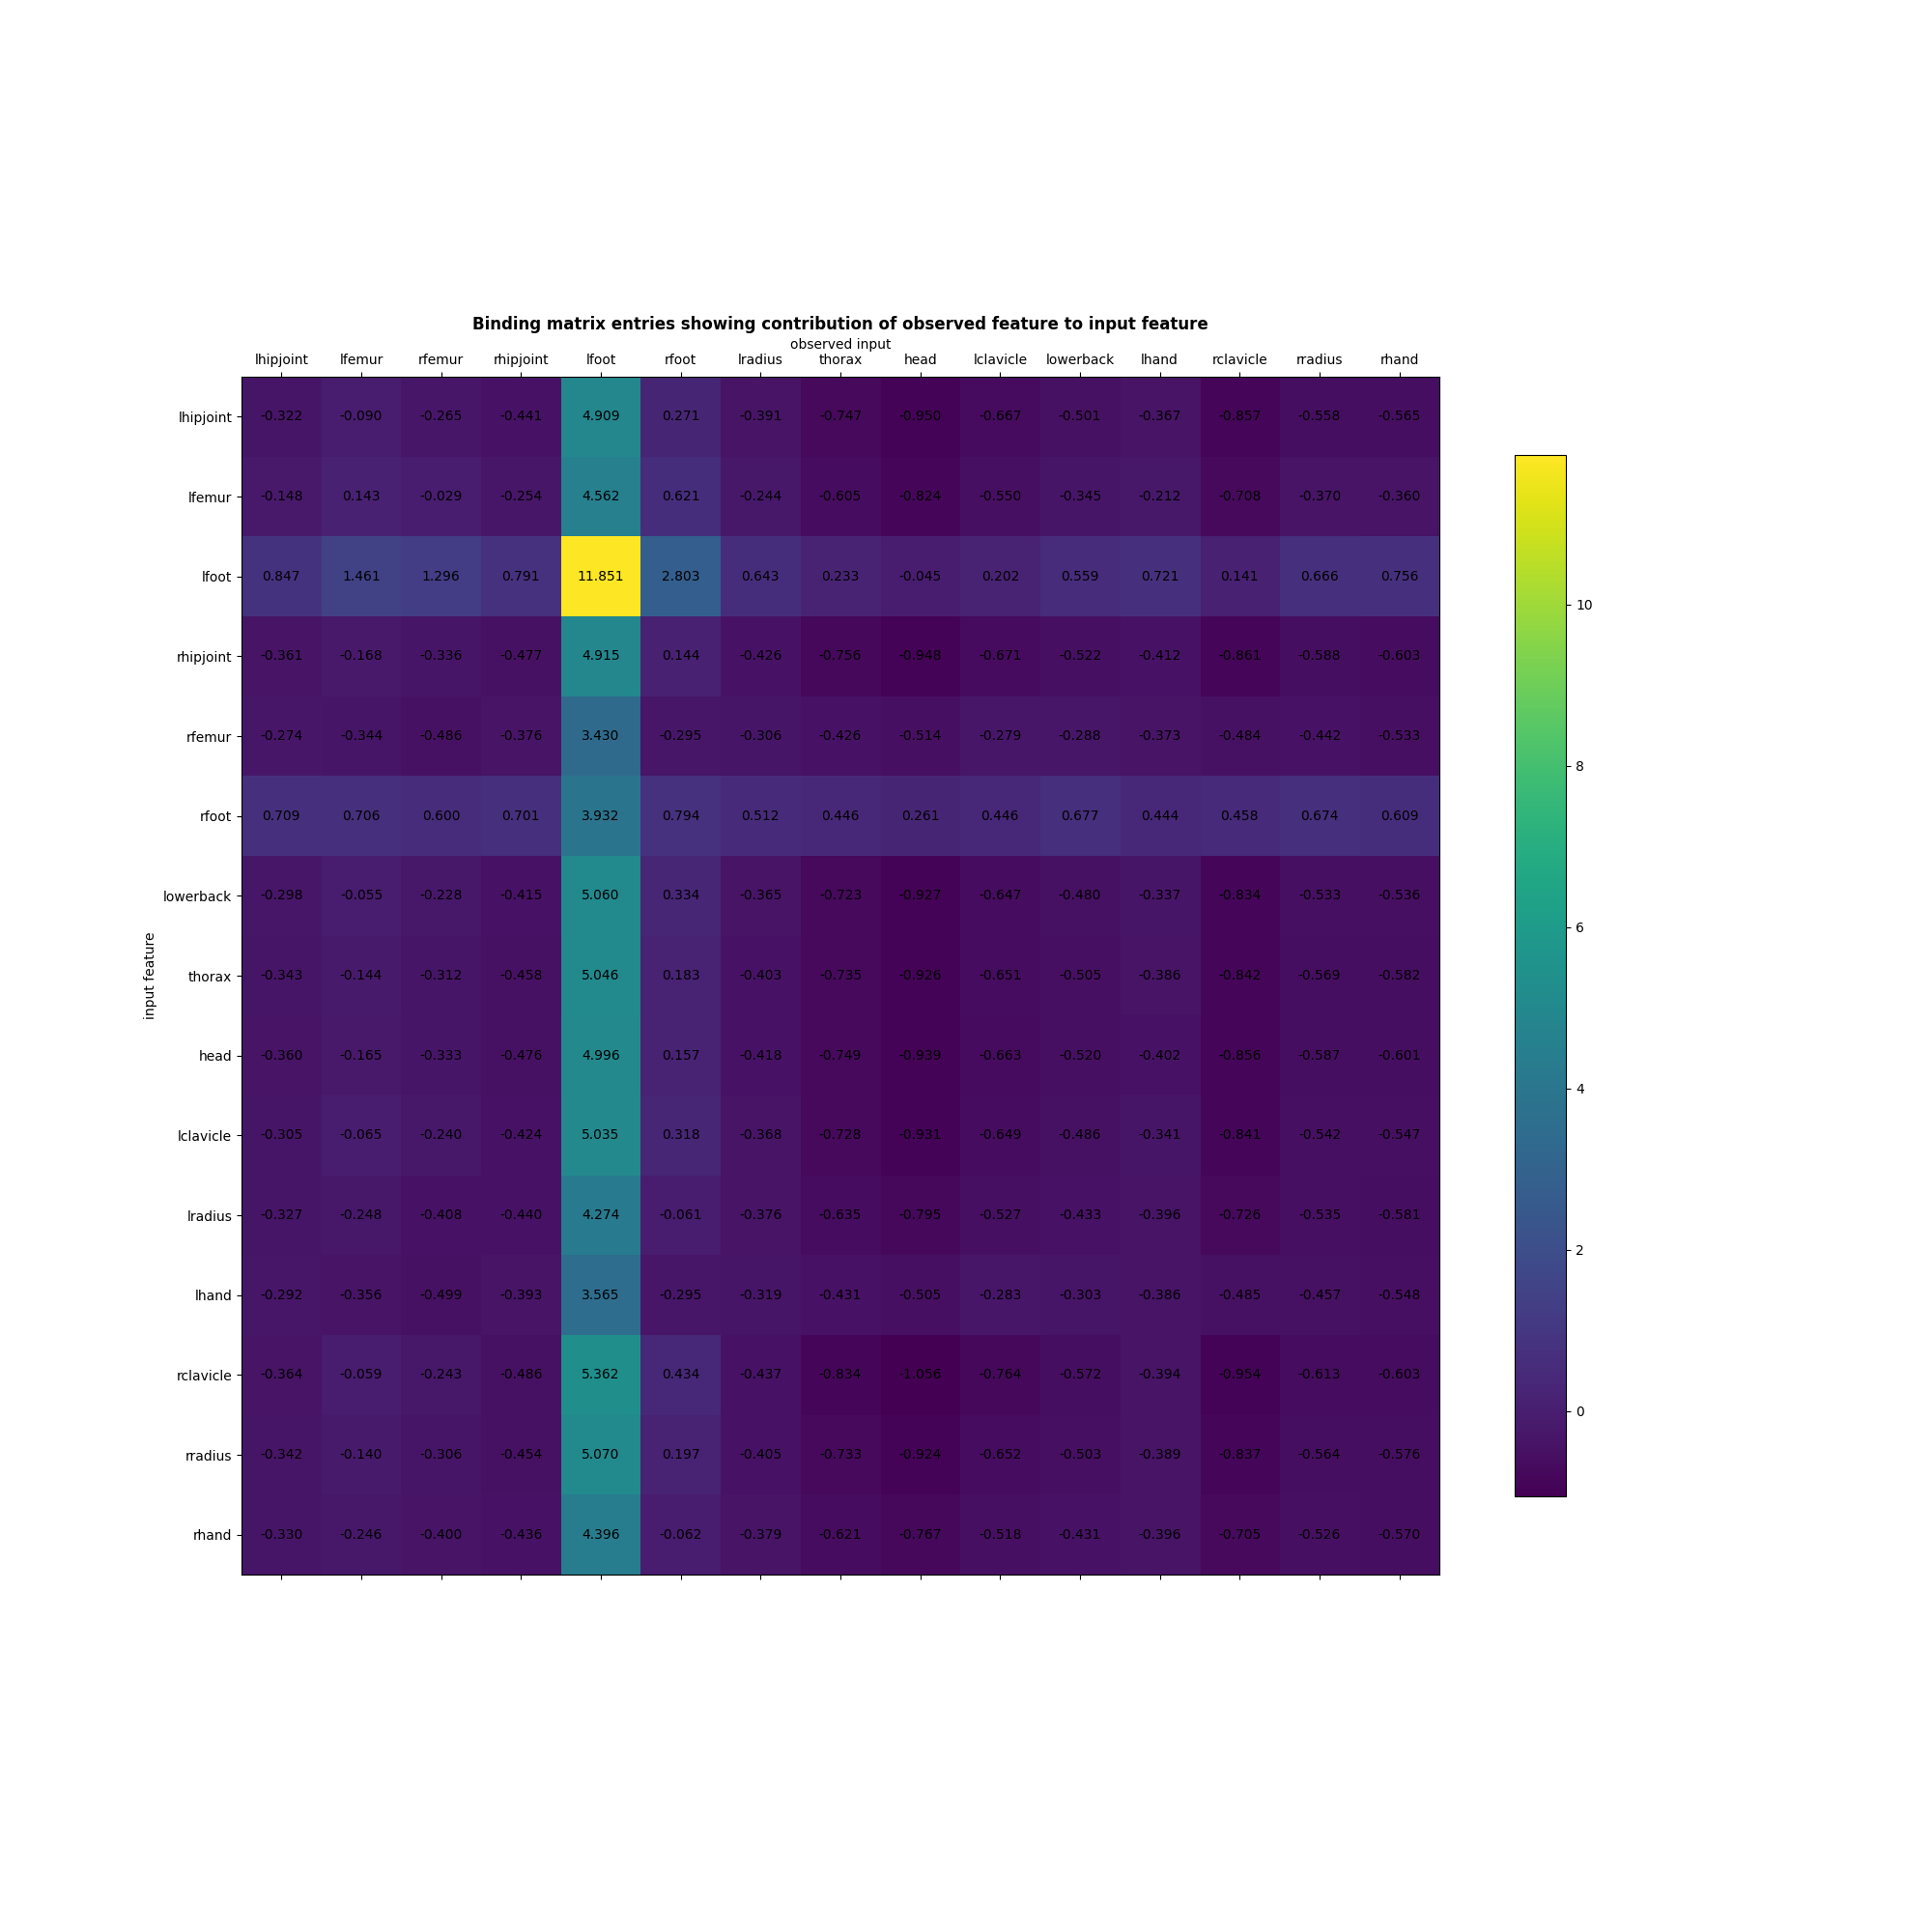 Binding matrix entries showing contribution of observed feature to input feature
observed input
lhipjoint lfemur rfemur rhipjoint lfoot rfoot lradius thorax head lclavicle lowerback lhand rclavicle rradius rhand
lhipjoint -0.322 -0.090 -0.265 -0.441 4.909 0.271 -0.391 -0.747 -0.950 -0.667 -0.501 -0.367 -0.857 -0.558 -0.565
lfemur -0.148 0.143 -0.029 -0.254 4.562 0.621 -0.244 -0.605 -0.824 -0.550 -0.345 -0.212 -0.708 -0.370 -0.360
lfoot 0.847 1.461 1.296 0.791 11.851 2.803 0.643 0.233 -0.045 0.202 0.559 0.721 0.141 0.666 0.756
10
rhipjoint -0.361 -0.168 -0.336 -0.477 4.915 0.144 -0.426 -0.756 -0.948 -0.671 -0.522 -0.412 -0.861 -0.588 -0.603
rfemur -0.274 -0.344 -0.486 -0.376 3.430 -0.295 -0.306 -0.426 -0.514 -0.279 -0.288 -0.373 -0.484 -0.442 -0.533
8
rfoot 0.709 0.706 0.600 0.701 3.932 0.794 0.512 0.446 0.261 0.446 0.677 0.444 0.458 0.674 0.609
lowerback -0.298 -0.055 -0.228 -0.415 5.060 0.334 -0.365 -0.723 -0.927 -0.647 -0.480 -0.337 -0.834 -0.533 -0.536
6
input feature
thorax -0.343 -0.144 -0.312 -0.458 5.046 0.183 -0.403 -0.735 -0.926 -0.651 -0.505 -0.386 -0.842 -0.569 -0.582
head -0.360 -0.165 -0.333 -0.476 4.996 0.157 -0.418 -0.749 -0.939 -0.663 -0.520 -0.402 -0.856 -0.587 -0.601
4
lclavicle -0.305 -0.065 -0.240 -0.424 5.035 0.318 -0.368 -0.728 -0.931 -0.649 -0.486 -0.341 -0.841 -0.542 -0.547
lradius -0.327 -0.248 -0.408 -0.440 4.274 -0.061 -0.376 -0.635 -0.795 -0.527 -0.433 -0.396 -0.726 -0.535 -0.581
2
lhand -0.292 -0.356 -0.499 -0.393 3.565 -0.295 -0.319 -0.431 -0.505 -0.283 -0.303 -0.386 -0.485 -0.457 -0.548
rclavicle -0.364 -0.059 -0.243 -0.486 5.362 0.434 -0.437 -0.834 -1.056 -0.764 -0.572 -0.394 -0.954 -0.613 -0.603
0
rradius -0.342 -0.140 -0.306 -0.454 5.070 0.197 -0.405 -0.733 -0.924 -0.652 -0.503 -0.389 -0.837 -0.564 -0.576
rhand -0.330 -0.246 -0.400 -0.436 4.396 -0.062 -0.379 -0.621 -0.767 -0.518 -0.431 -0.396 -0.705 -0.526 -0.570